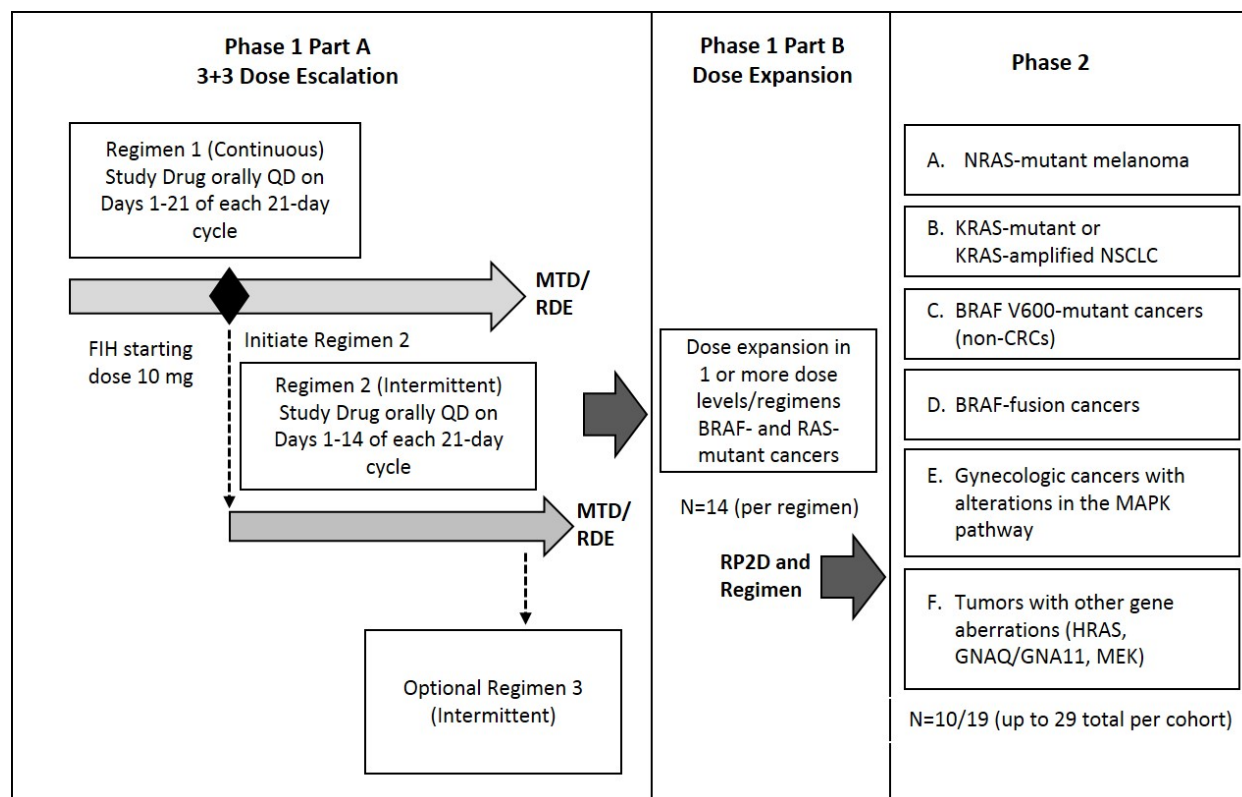 Phase 1 Part A
3+3 Dose Escalation
Regimen 1 (Continuous)
Study Drug orally QD on
Days 1-21 of each 21-day
cycle
MTD/
RDE
FIH starting
dose 10 mg
Initiate Regimen 2
Regimen 2 (Intermittent)
Study Drug orally QD on
Days 1-14 of each 21-day
cycle
MTD/
RDE
Optional Regimen 3
(Intermittent)
Phase 1 Part B
Dose Expansion
Dose expansion in
1 or more dose
levels/regimens
BRAF- and RAS-
mutant cancers
N=14 (per regimen)
RP2D and
Regimen
Phase 2
A. NRAS-mutant melanoma
B. KRAS-mutant or
KRAS-amplified NSCLC
C. BRAF V600-mutant cancers
(non-CRCs)
D. BRAF-fusion cancers
E. Gynecologic cancers with
alterations in the MAPK
pathway
F. Tumors with other gene
aberrations (HRAS,
GNAQ/GNA11, MEK)
N=10/19 (up to 29 total per cohort)